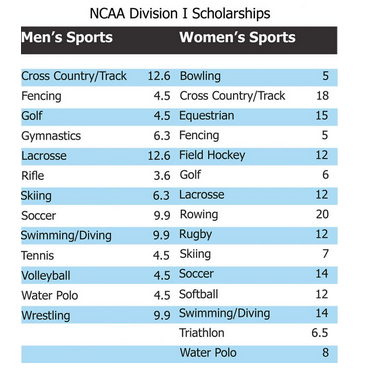 NCAA Division I Scholarships
Men's Sports Women's Sports
Cross Country/Track 12.6 Bowling 5
Fencing 4.5 Cross Country/Track 18
Golf 4.5 Equestrian 15
Gymnastics 6.3 Fencing 5
Lacrosse 12.6 Field Hockey 12
Rifle 3.6 Golf 6
Skiing 6.3 Lacrosse 12
Soccer 9.9 Rowing 20
Swimming/Diving 9.9 Rugby 12
Tennis 4.5 Skiing 7
Volleyball 4.5 Soccer 14
Water Polo 4.5 Softball 12
Wrestling 9.9 Swimming/Diving 14
Triathlon 6.5
Water Polo 8